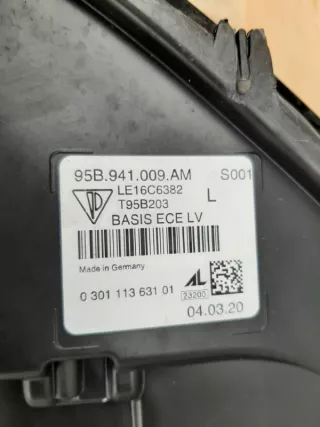 95B.941.009.AM S001
LE16C6382 L
T95B203
BASIS ECE LV
Made in Germany
AL
0 301 113 631 01 23200
04.03.20